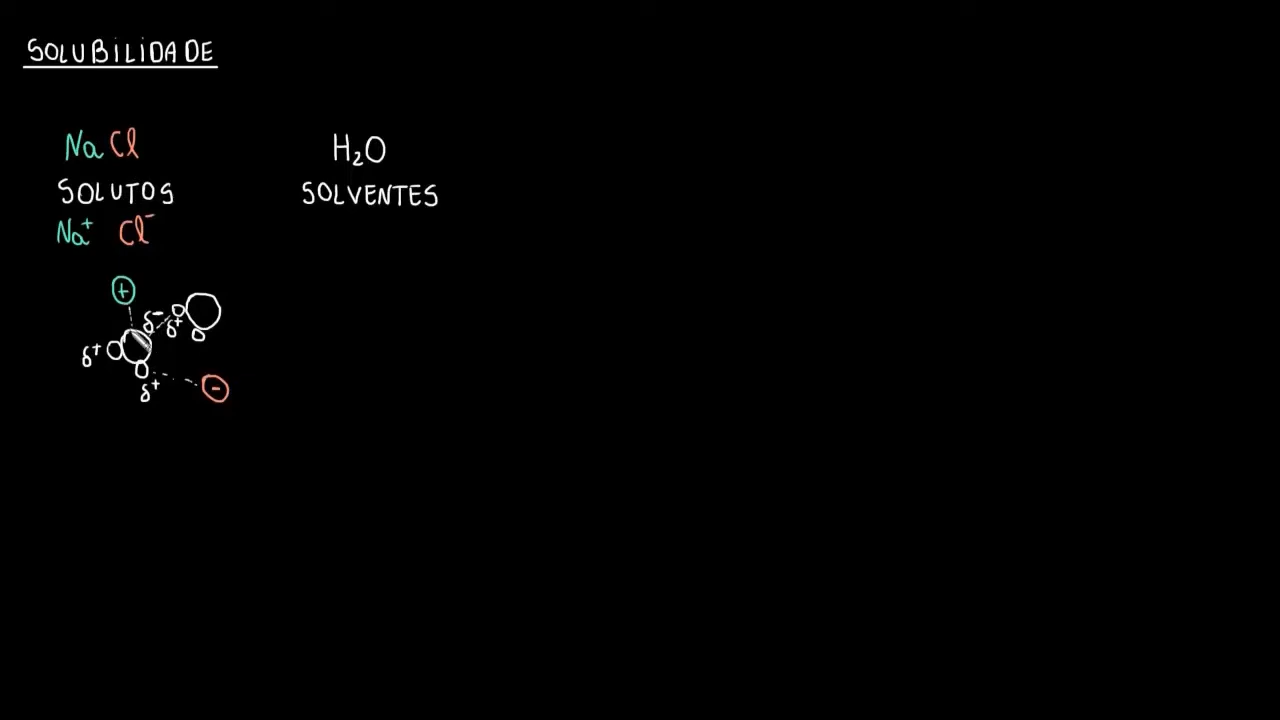 SOLUBILIDADE
NaCl H₂O
SOLUTOS SOLVENTES
Na⁺ Cl⁻
+
δ⁻
δ⁺
δ⁺
δ⁺
-